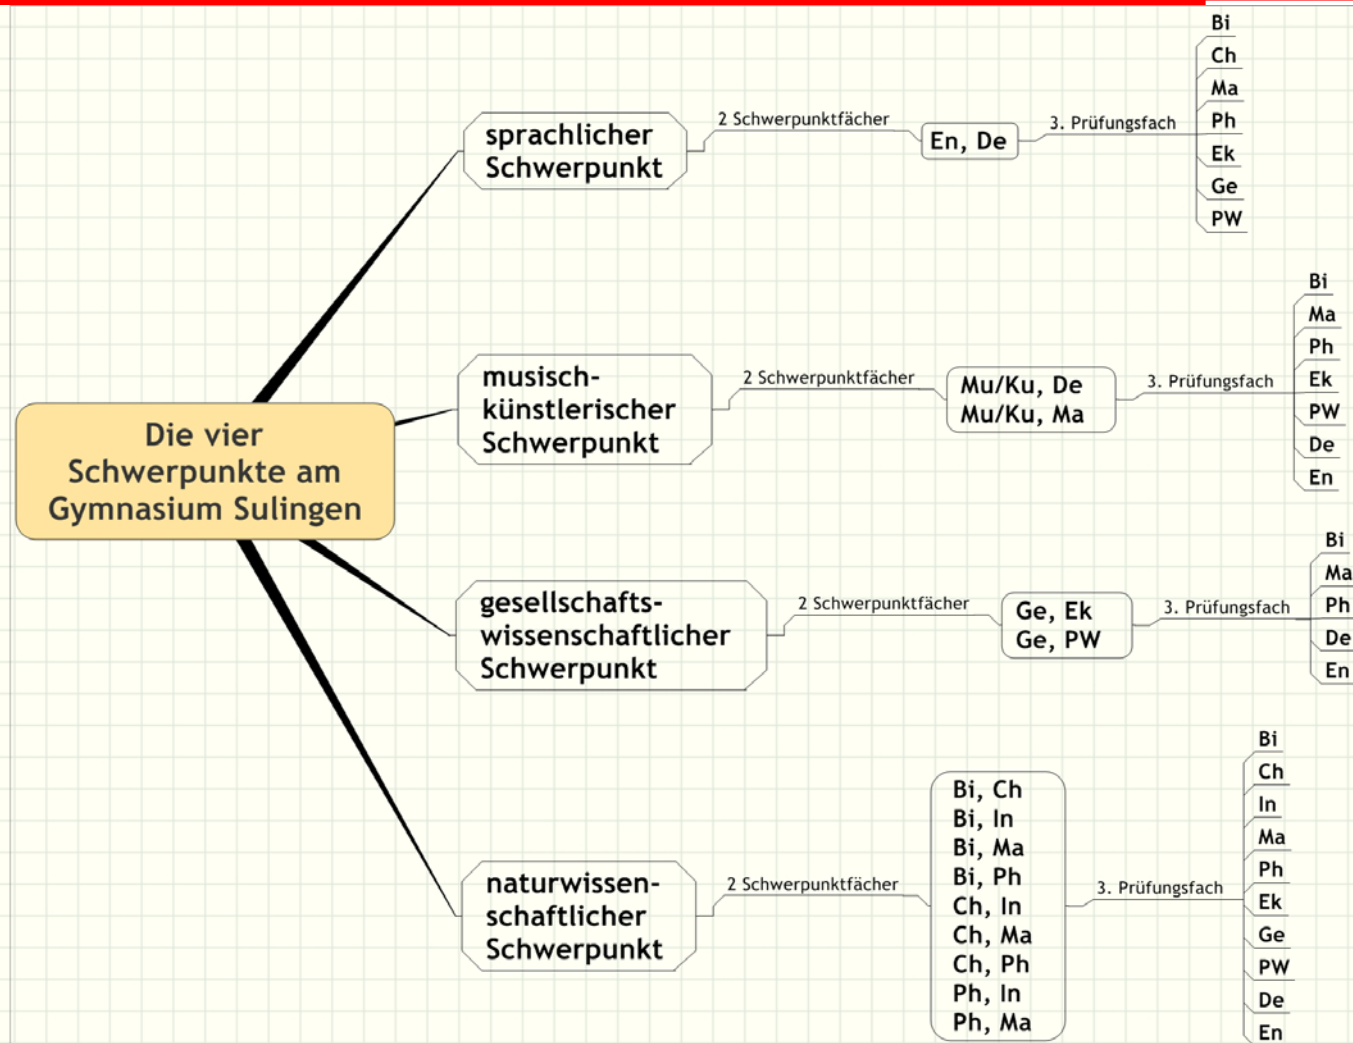 Die vier
Schwerpunkte am
Gymnasium Sulingen
sprachlicher
Schwerpunkt
2 Schwerpunktfächer
En, De
3. Prüfungsfach
Bi
Ch
Ma
Ph
Ek
Ge
PW
musisch-
künstlerischer
Schwerpunkt
2 Schwerpunktfächer
Mu/Ku, De
Mu/Ku, Ma
3. Prüfungsfach
Bi
Ma
Ph
Ek
PW
De
En
gesellschafts-
wissenschaftlicher
Schwerpunkt
2 Schwerpunktfächer
Ge, Ek
Ge, PW
3. Prüfungsfach
Bi
Ma
Ph
De
En
naturwissen-
schaftlicher
Schwerpunkt
2 Schwerpunktfächer
Bi, Ch
Bi, In
Bi, Ma
Bi, Ph
Ch, In
Ch, Ma
Ch, Ph
Ph, In
Ph, Ma
3. Prüfungsfach
Bi
Ch
In
Ma
Ph
Ek
Ge
PW
De
En